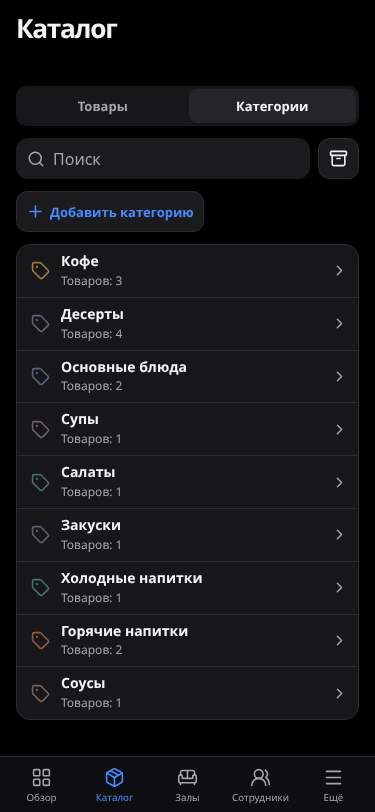 Каталог
Товары
Категории
Поиск
Добавить категорию
Кофе
Товаров: 3
Десерты
Товаров: 4
Основные блюда
Товаров: 2
Супы
Товаров: 1
Салаты
Товаров: 1
Закуски
Товаров: 1
Холодные напитки
Товаров: 1
Горячие напитки
Товаров: 2
Соусы
Товаров: 1
Обзор
Каталог
Залы
Сотрудники
Ещё